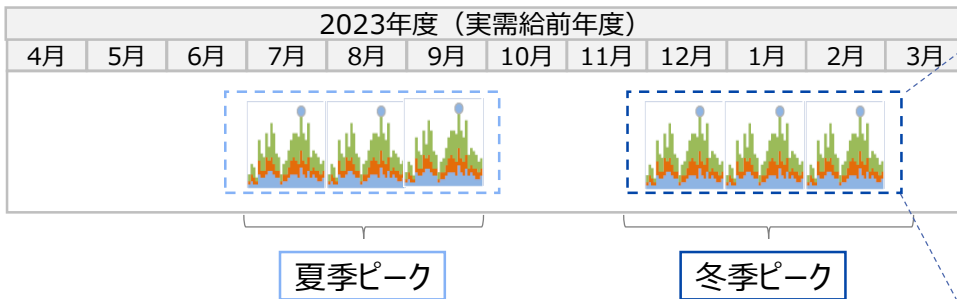 2023年度（実需給前年度）
4月 5月 6月 7月 8月 9月 10月 11月 12月 1月 2月 3月
夏季ピーク 冬季ピーク